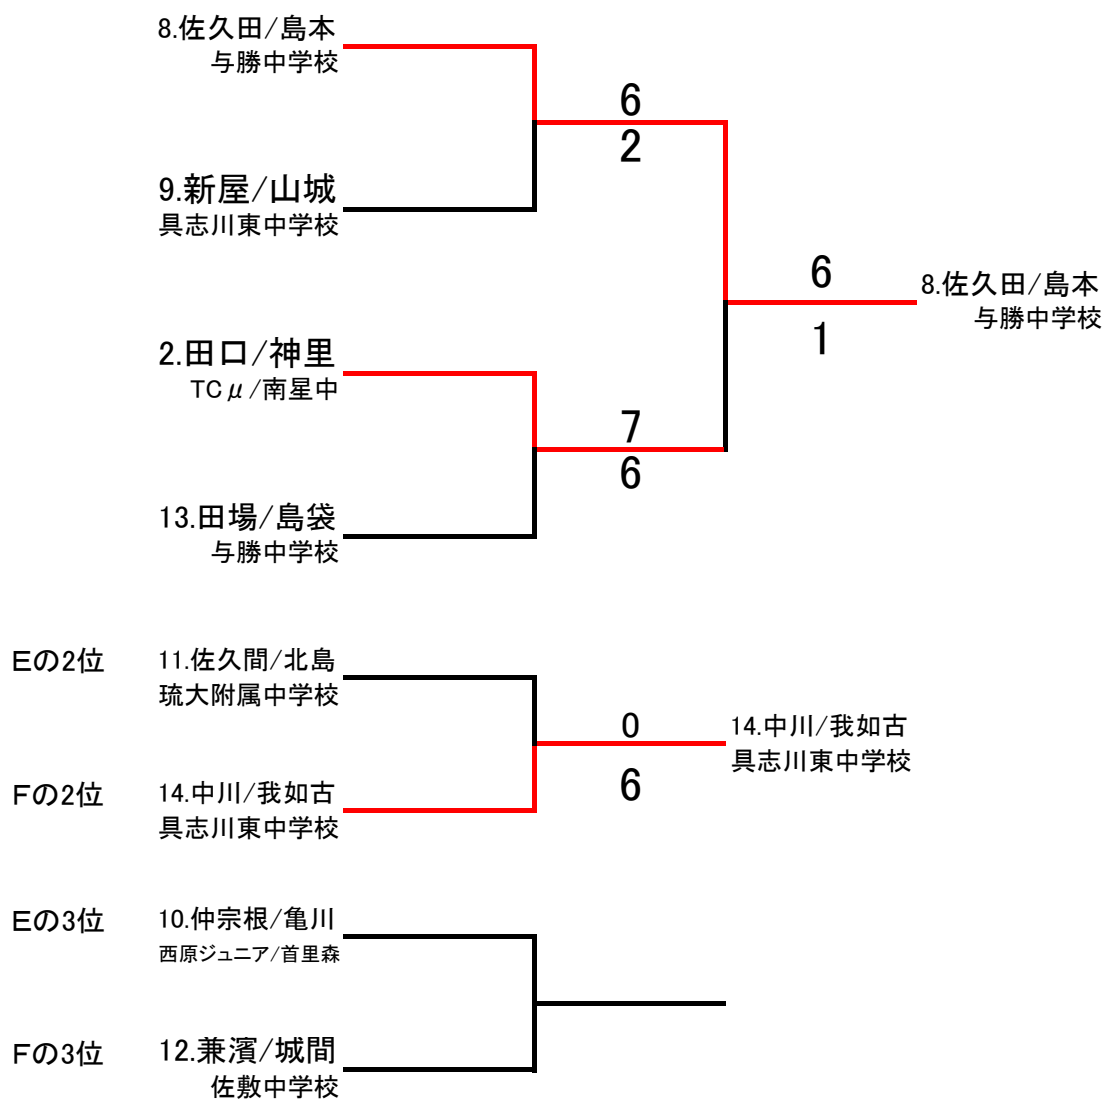 8.佐久田/島本
与勝中学校
6
2
9.新屋/山城
具志川東中学校
6
1
8.佐久田/島本
与勝中学校
2.田口/神里
TCμ/南星中
7
6
13.田場/島袋
与勝中学校
Eの2位
11.佐久間/北島
琉大附属中学校
0
6
14.中川/我如古
具志川東中学校
Fの2位
14.中川/我如古
具志川東中学校
Eの3位
10.仲宗根/亀川
西原ジュニア/首里森
Fの3位
12.兼濱/城間
佐敷中学校